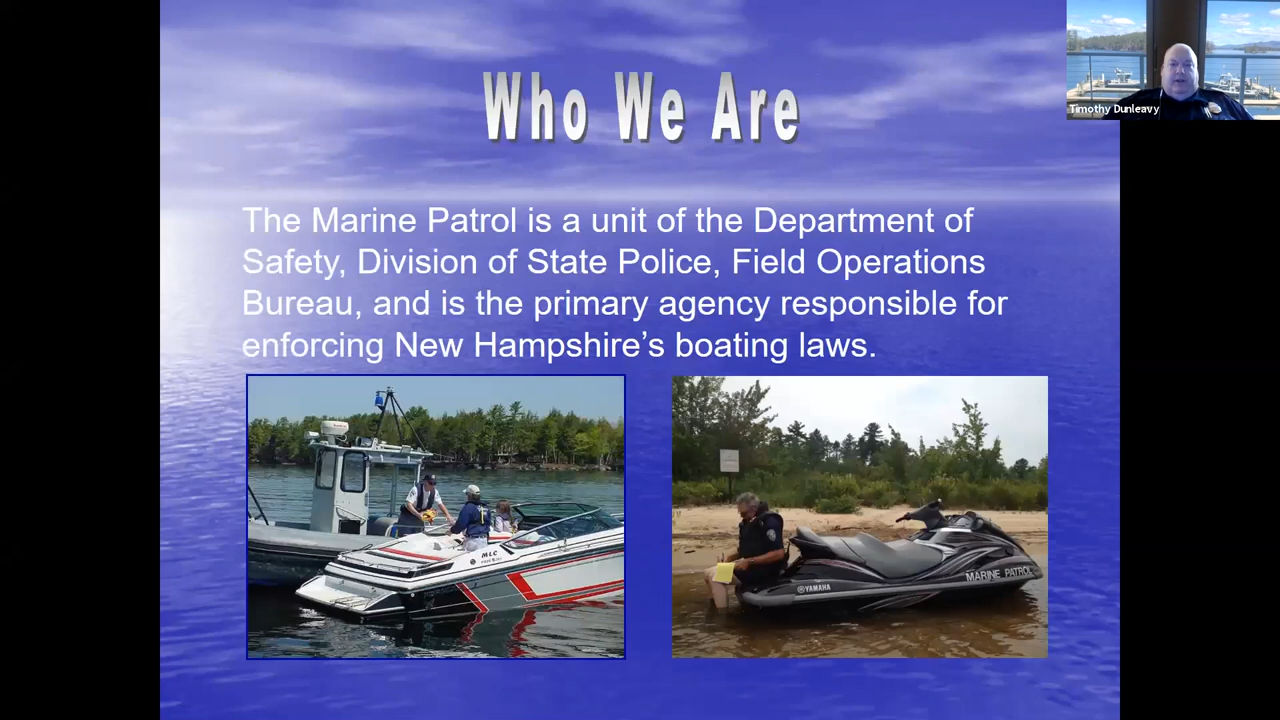 Who We Are
Timothy Dunleavy
The Marine Patrol is a unit of the Department of
Safety, Division of State Police, Field Operations
Bureau, and is the primary agency responsible for
enforcing New Hampshire's boating laws.
MLC
YAMAHA
MARINE PATROL